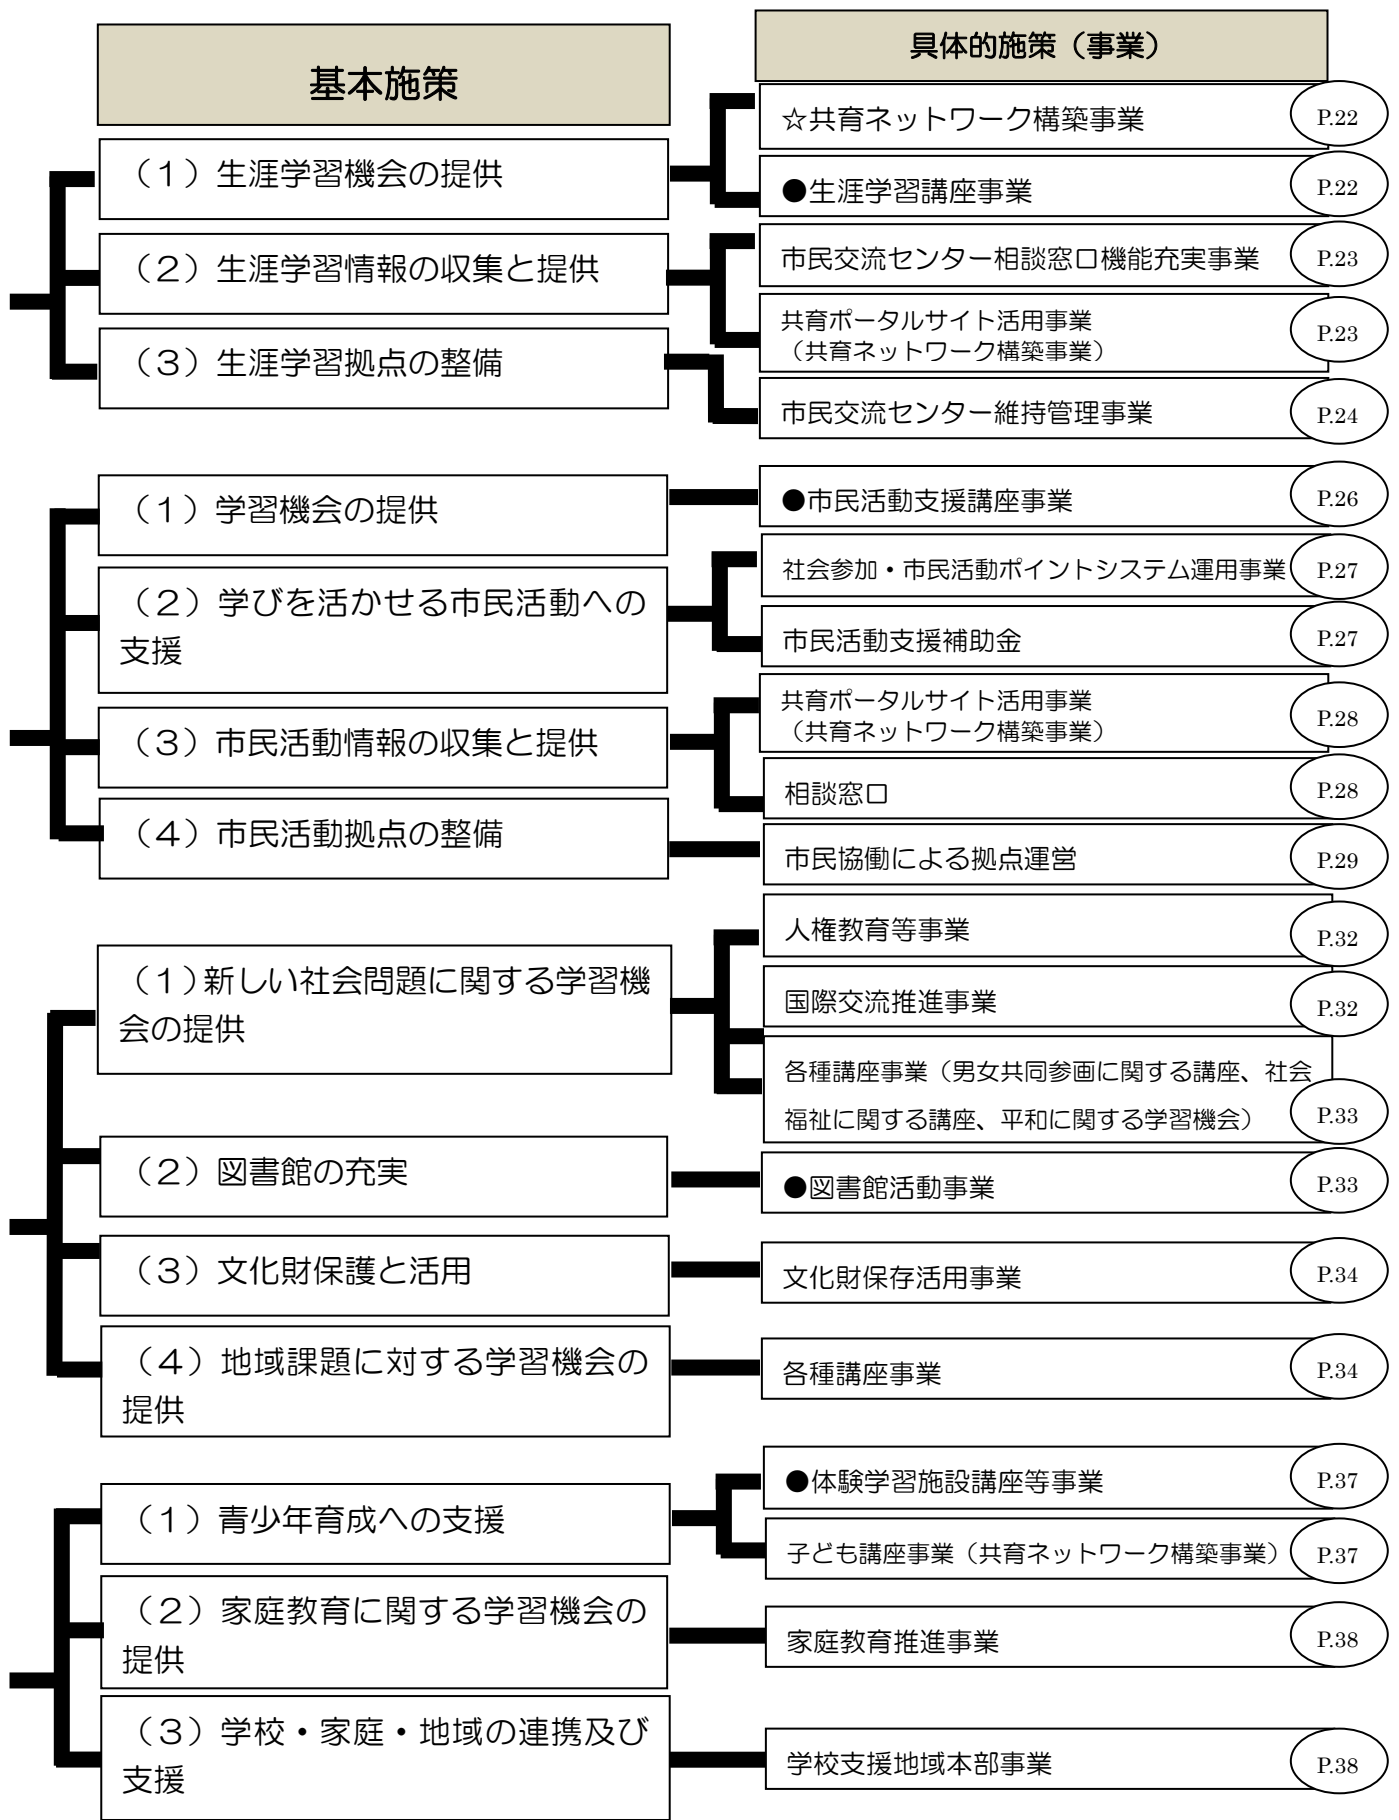 基本施策
具体的施策（事業）
（１）生涯学習機会の提供
☆共育ネットワーク構築事業
P.22
●生涯学習講座事業
P.22
（２）生涯学習情報の収集と提供
市民交流センター相談窓口機能充実事業
P.23
共育ポータルサイト活用事業
（共育ネットワーク構築事業）
P.23
（３）生涯学習拠点の整備
市民交流センター維持管理事業
P.24
（１）学習機会の提供
●市民活動支援講座事業
P.26
（２）学びを活かせる市民活動への
支援
社会参加・市民活動ポイントシステム運用事業
P.27
市民活動支援補助金
P.27
（３）市民活動情報の収集と提供
共育ポータルサイト活用事業
（共育ネットワーク構築事業）
P.28
相談窓口
P.28
（４）市民活動拠点の整備
市民協働による拠点運営
P.29
（１）新しい社会問題に関する学習機
会の提供
人権教育等事業
P.32
国際交流推進事業
P.32
各種講座事業（男女共同参画に関する講座、社会
福祉に関する講座、平和に関する学習機会）
P.33
（２）図書館の充実
●図書館活動事業
P.33
（３）文化財保護と活用
文化財保存活用事業
P.34
（４）地域課題に対する学習機会の
提供
各種講座事業
P.34
（１）青少年育成への支援
●体験学習施設講座等事業
P.37
子ども講座事業（共育ネットワーク構築事業）
P.37
（２）家庭教育に関する学習機会の
提供
家庭教育推進事業
P.38
（３）学校・家庭・地域の連携及び
支援
学校支援地域本部事業
P.38